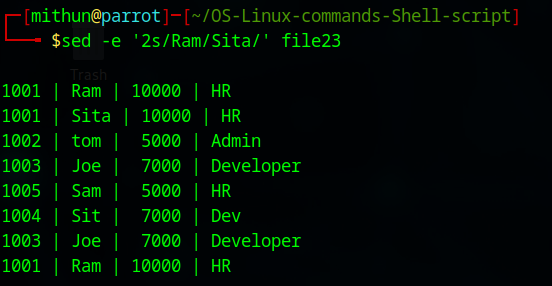 [mithun@parrot]─[~/OS-Linux-commands-Shell-script]
$sed -e '2s/Ram/Sita/' file23
Trash
1001 | Ram | 10000 | HR
1001 | Sita | 10000 | HR
1002 | tom |  5000 | Admin
1003 | Joe |  7000 | Developer
1005 | Sam |  5000 | HR
1004 | Sit |  7000 | Dev
1003 | Joe |  7000 | Developer
1001 | Ram | 10000 | HR